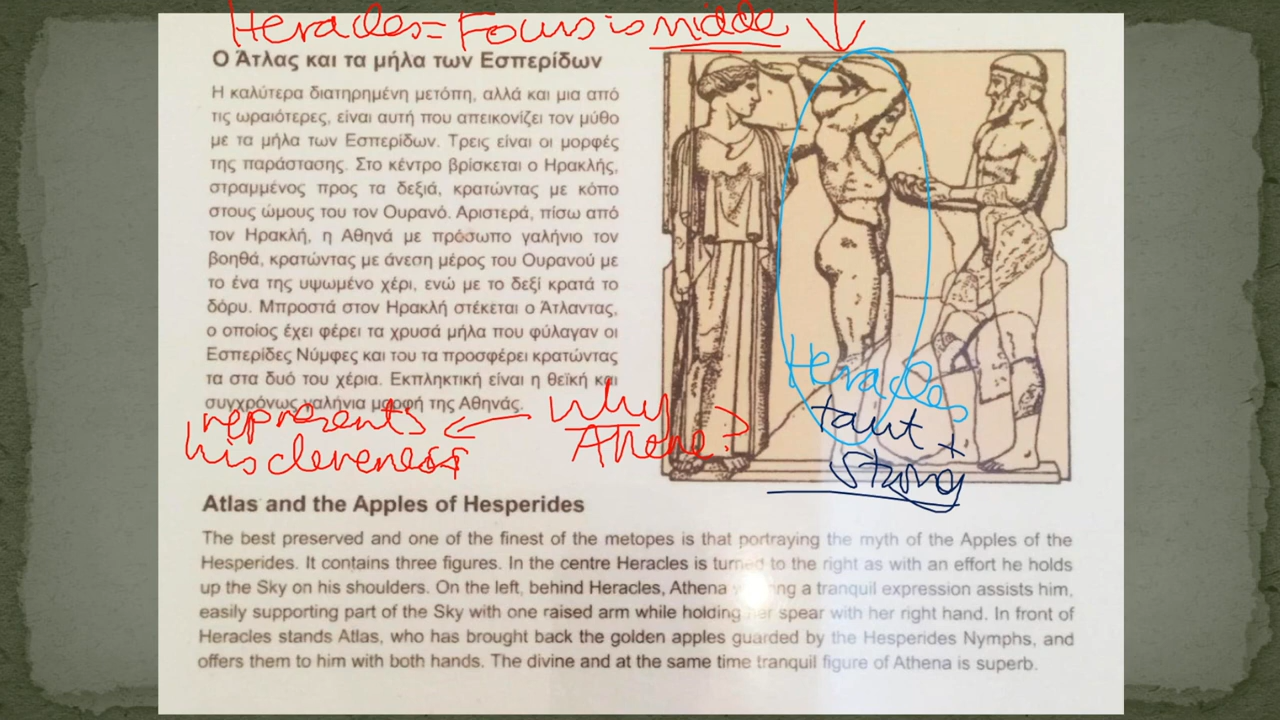 Heracles = Focus is middle
Ο Άτλας και τα μήλα των Εσπερίδων
Η καλύτερα διατηρημένη μετόπη, αλλά και μια από
τις ωραιότερες, είναι αυτή που απεικονίζει τον μύθο
με τα μήλα των Εσπερίδων. Τρεις είναι οι μορφές
της παράστασης. Στο κέντρο βρίσκεται ο Ηρακλής,
στραμμένος προς τα δεξιά, κρατώντας με κόπο
στους ώμους του τον Ουρανό. Αριστερά, πίσω από
τον Ηρακλή, η Αθηνά με πρόσωπο γαλήνιο τον
βοηθά, κρατώντας με άνεση μέρος του Ουρανού με
το ένα της υψωμένο χέρι, ενώ με το δεξί κρατά το
δόρυ. Μπροστά στον Ηρακλή στέκεται ο Άτλαντας,
ο οποίος έχει φέρει τα χρυσά μήλα που φύλαγαν οι
Εσπερίδες Νύμφες και του τα προσφέρει κρατώντας
τα στα δυό του χέρια. Εκπληκτική είναι η θεϊκή και
συγχρόνως γαλήνια μορφή της Αθηνάς.
represents
his cleverness
why
Athene?
Heracles
taut +
strong
Atlas and the Apples of Hesperides
The best preserved and one of the finest of the metopes is that portraying the myth of the Apples of the
Hesperides. It contains three figures. In the centre Heracles is turned to the right as with an effort he holds
up the Sky on his shoulders. On the left, behind Heracles, Athena a tranquil expression assists him,
easily supporting part of the Sky with one raised arm while holding her spear with her right hand. In front of
Heracles stands Atlas, who has brought back the golden apples guarded by the Hesperides Nymphs, and
offers them to him with both hands. The divine and at the same time tranquil figure of Athena is superb.